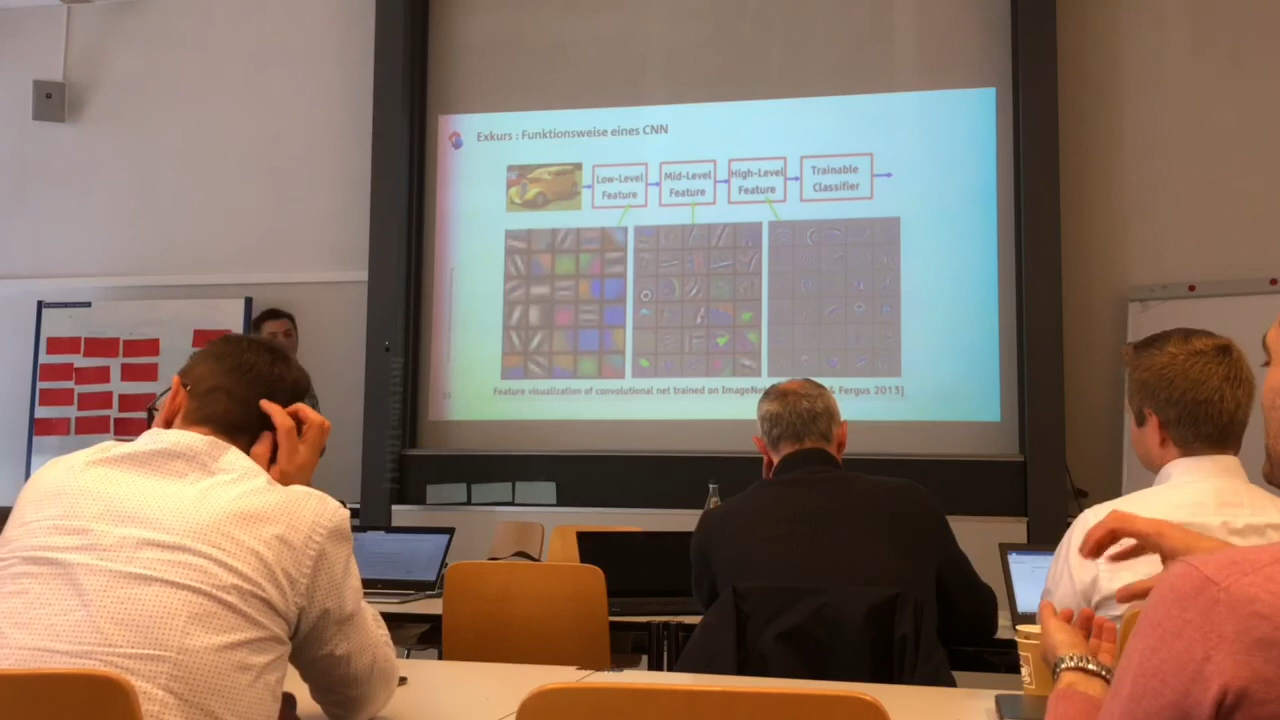 Exkurs : Funktionsweise eines CNN
Low-Level
Feature
Mid-Level
Feature
High-Level
Feature
Trainable
Classifier
Feature visualization of convolutional net trained on ImageNet & Fergus 2013]